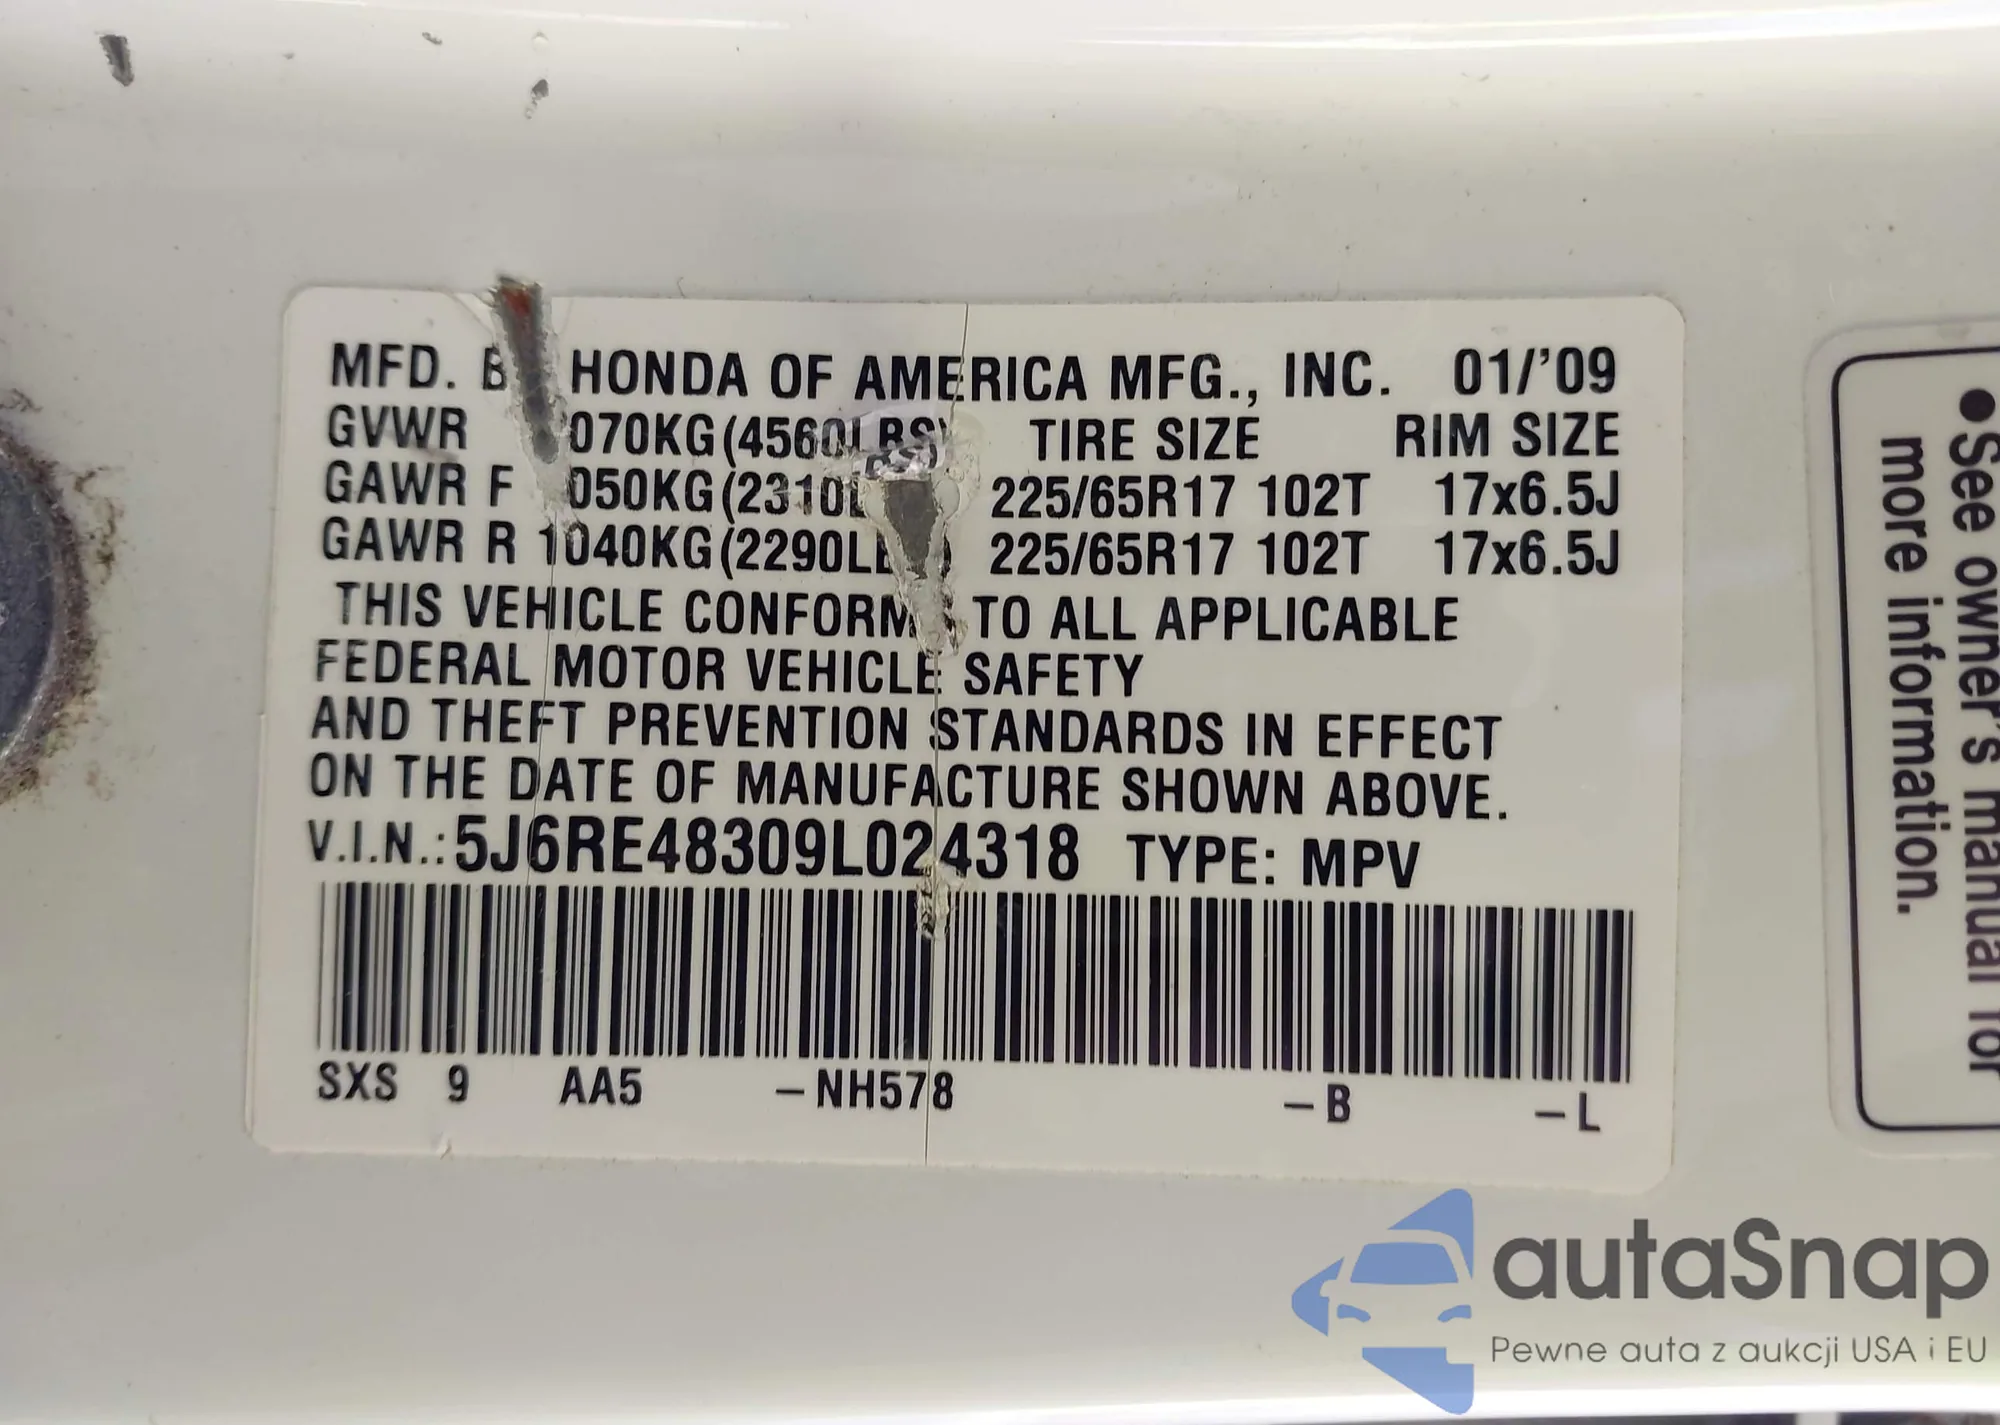 MFD. HONDA OF AMERICA MFG., INC. 01/'09
GVWR 070KG(4560LBS) TIRE SIZE RIM SIZE
GAWR F 050KG(2310L 225/65R17 102T 17x6.5J
GAWR R 1040KG(2290L 225/65R17 102T 17x6.5J
THIS VEHICLE CONFORM TO ALL APPLICABLE
FEDERAL MOTOR VEHICLE SAFETY
AND THEFT PREVENTION STANDARDS IN EFFECT
ON THE DATE OF MANUFACTURE SHOWN ABOVE.
V.I.N.: 5J6RE48309L024318 TYPE: MPV
SXS 9 AA5 -NH578 -B -L
•See owner's manual for
more information.
autaSnap
Pewne auta z aukcji USA i EU